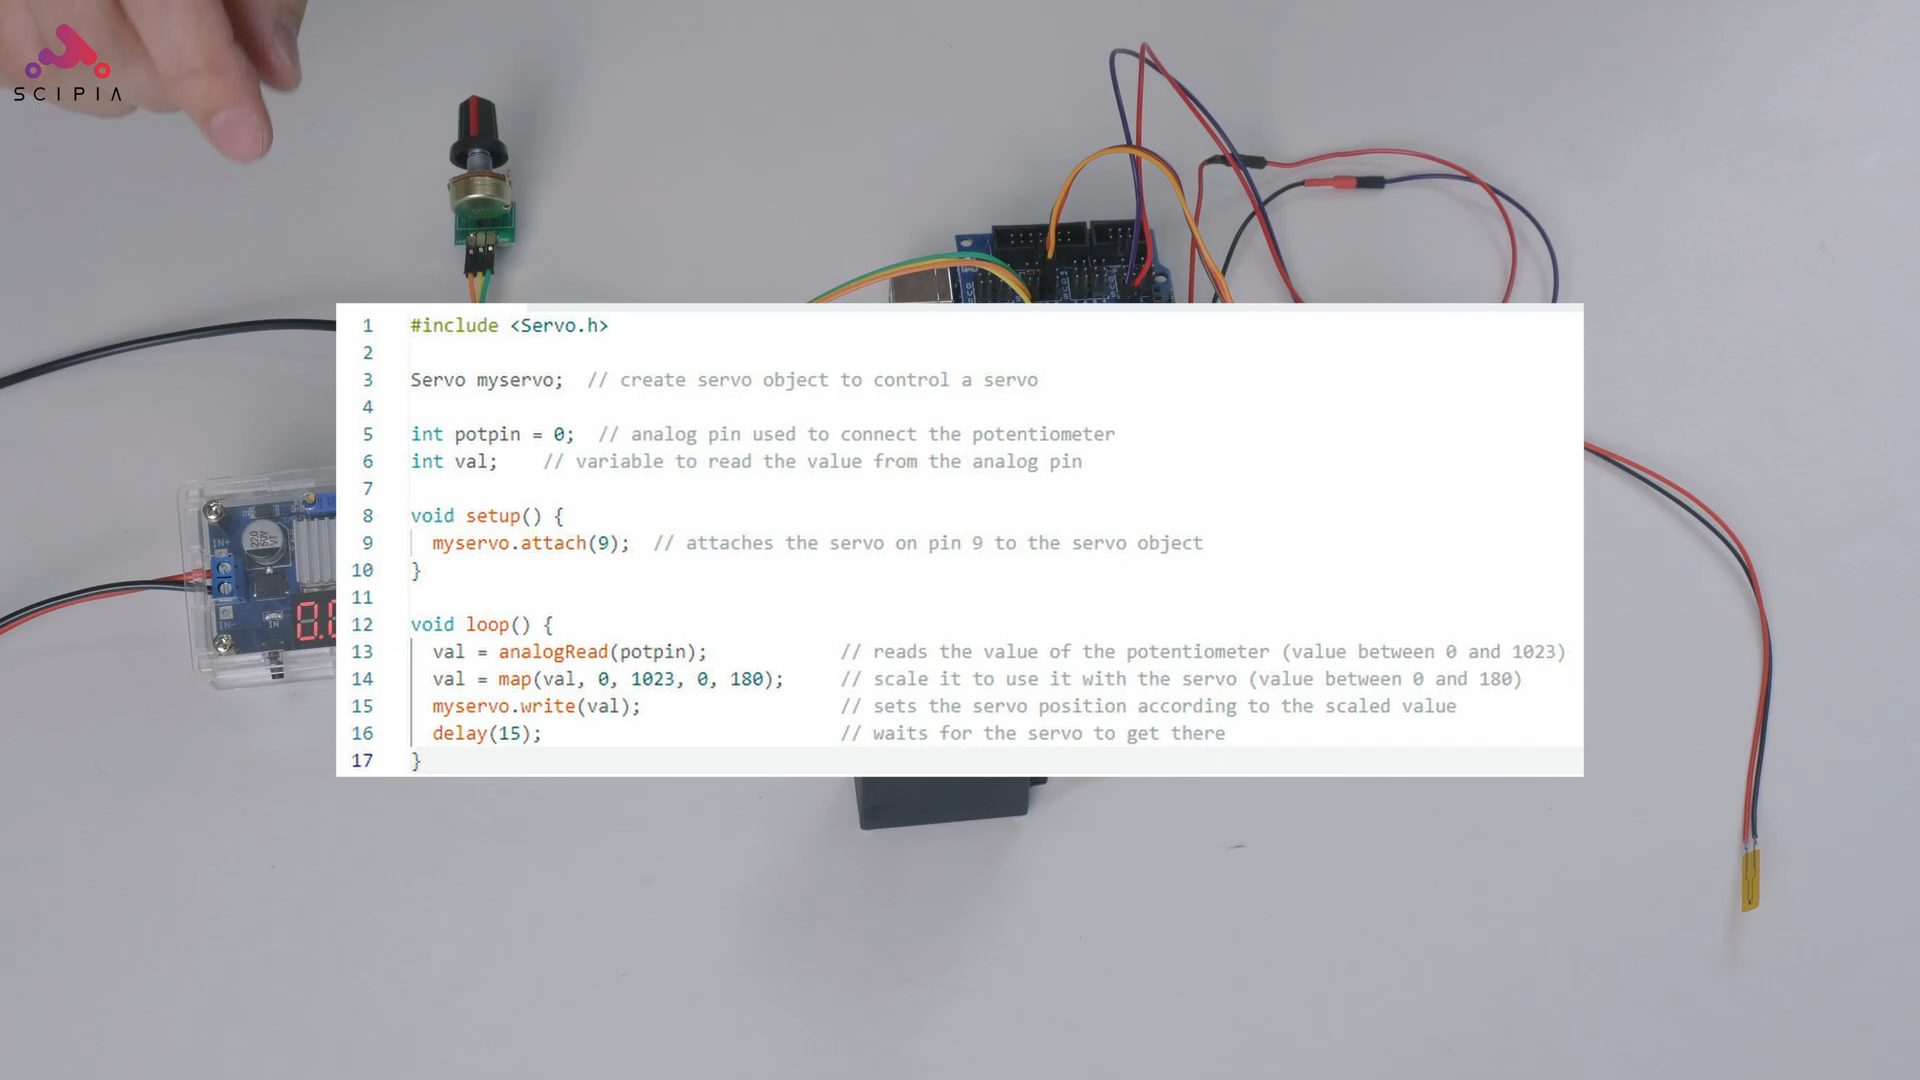 SCIPIA
1 #include <Servo.h>
2
3 Servo myservo;  // create servo object to control a servo
4
5 int potpin = 0;  // analog pin used to connect the potentiometer
6 int val;    // variable to read the value from the analog pin
7
8 void setup() {
9   myservo.attach(9);  // attaches the servo on pin 9 to the servo object
10 }
11
12 void loop() {
13   val = analogRead(potpin);            // reads the value of the potentiometer (value between 0 and 1023)
14   val = map(val, 0, 1023, 0, 180);     // scale it to use it with the servo (value between 0 and 180)
15   myservo.write(val);                  // sets the servo position according to the scaled value
16   delay(15);                           // waits for the servo to get there
17 }
220
50V
VT
IN+
IN-
IN